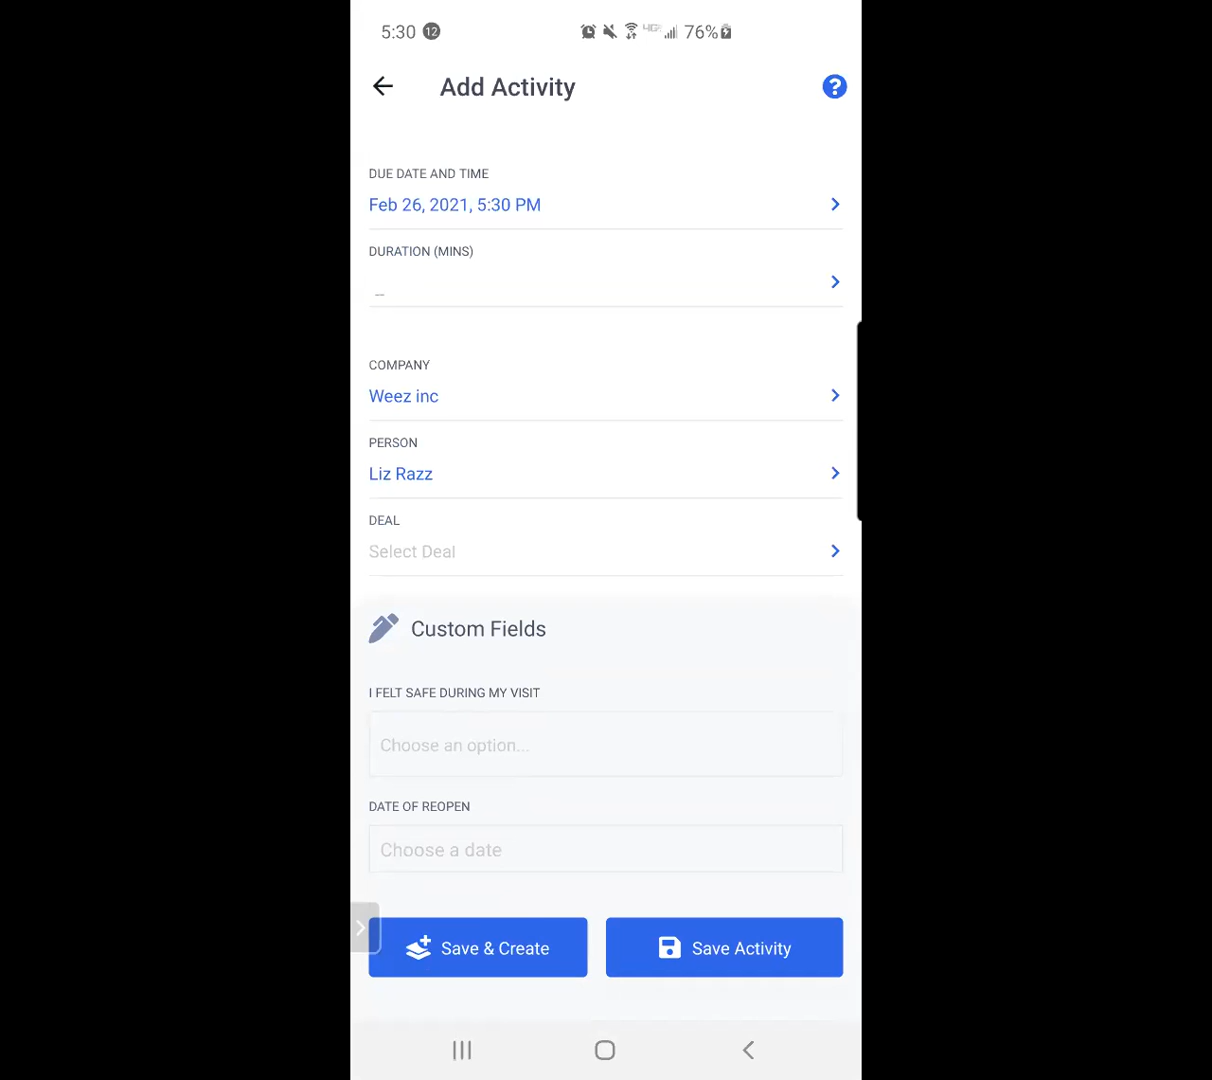 5:30 12 4G 76%
Add Activity ?
DUE DATE AND TIME
Feb 26, 2021, 5:30 PM
DURATION (MINS)
--
COMPANY
Weez inc
PERSON
Liz Razz
DEAL
Select Deal
Custom Fields
I FELT SAFE DURING MY VISIT
Choose an option...
DATE OF REOPEN
Choose a date
Save & Create
Save Activity